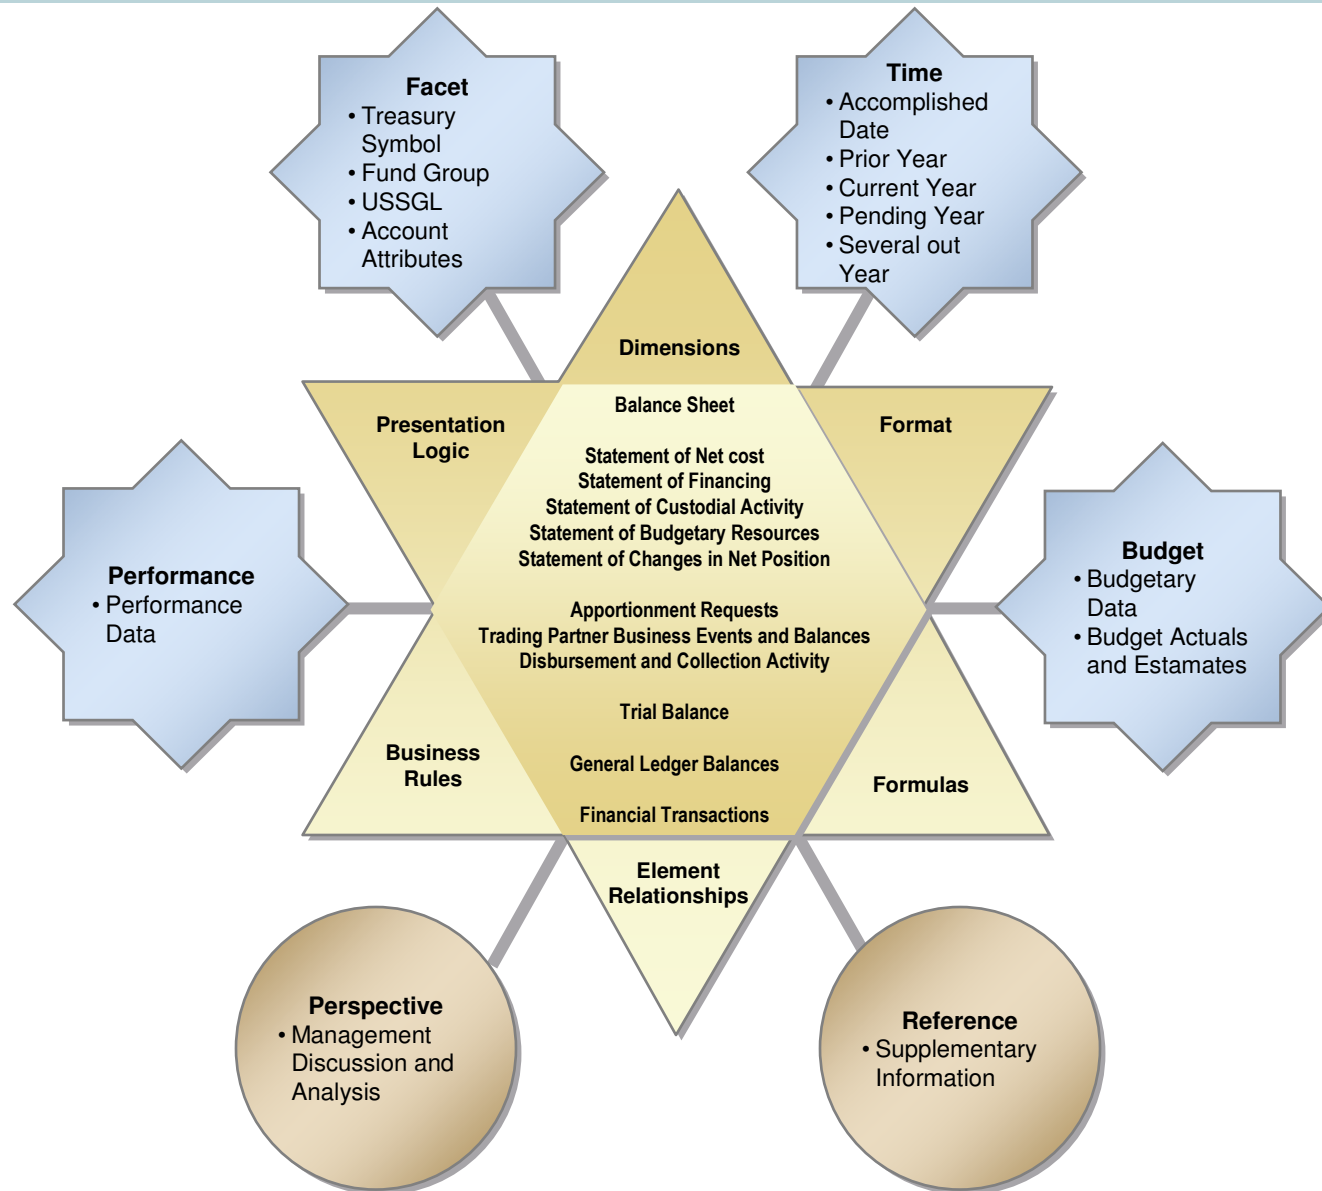 Facet
• Treasury
Symbol
• Fund Group
• USSGL
• Account
Attributes
Time
• Accomplished
Date
• Prior Year
• Current Year
• Pending Year
• Several out
Year
Dimensions
Presentation
Logic
Format
Balance Sheet
Statement of Net cost
Statement of Financing
Statement of Custodial Activity
Statement of Budgetary Resources
Statement of Changes in Net Position
Apportionment Requests
Trading Partner Business Events and Balances
Disbursement and Collection Activity
Trial Balance
General Ledger Balances
Financial Transactions
Performance
• Performance
Data
Budget
• Budgetary
Data
• Budget Actuals
and Estamates
Business
Rules
Formulas
Element
Relationships
Perspective
• Management
Discussion and
Analysis
Reference
• Supplementary
Information